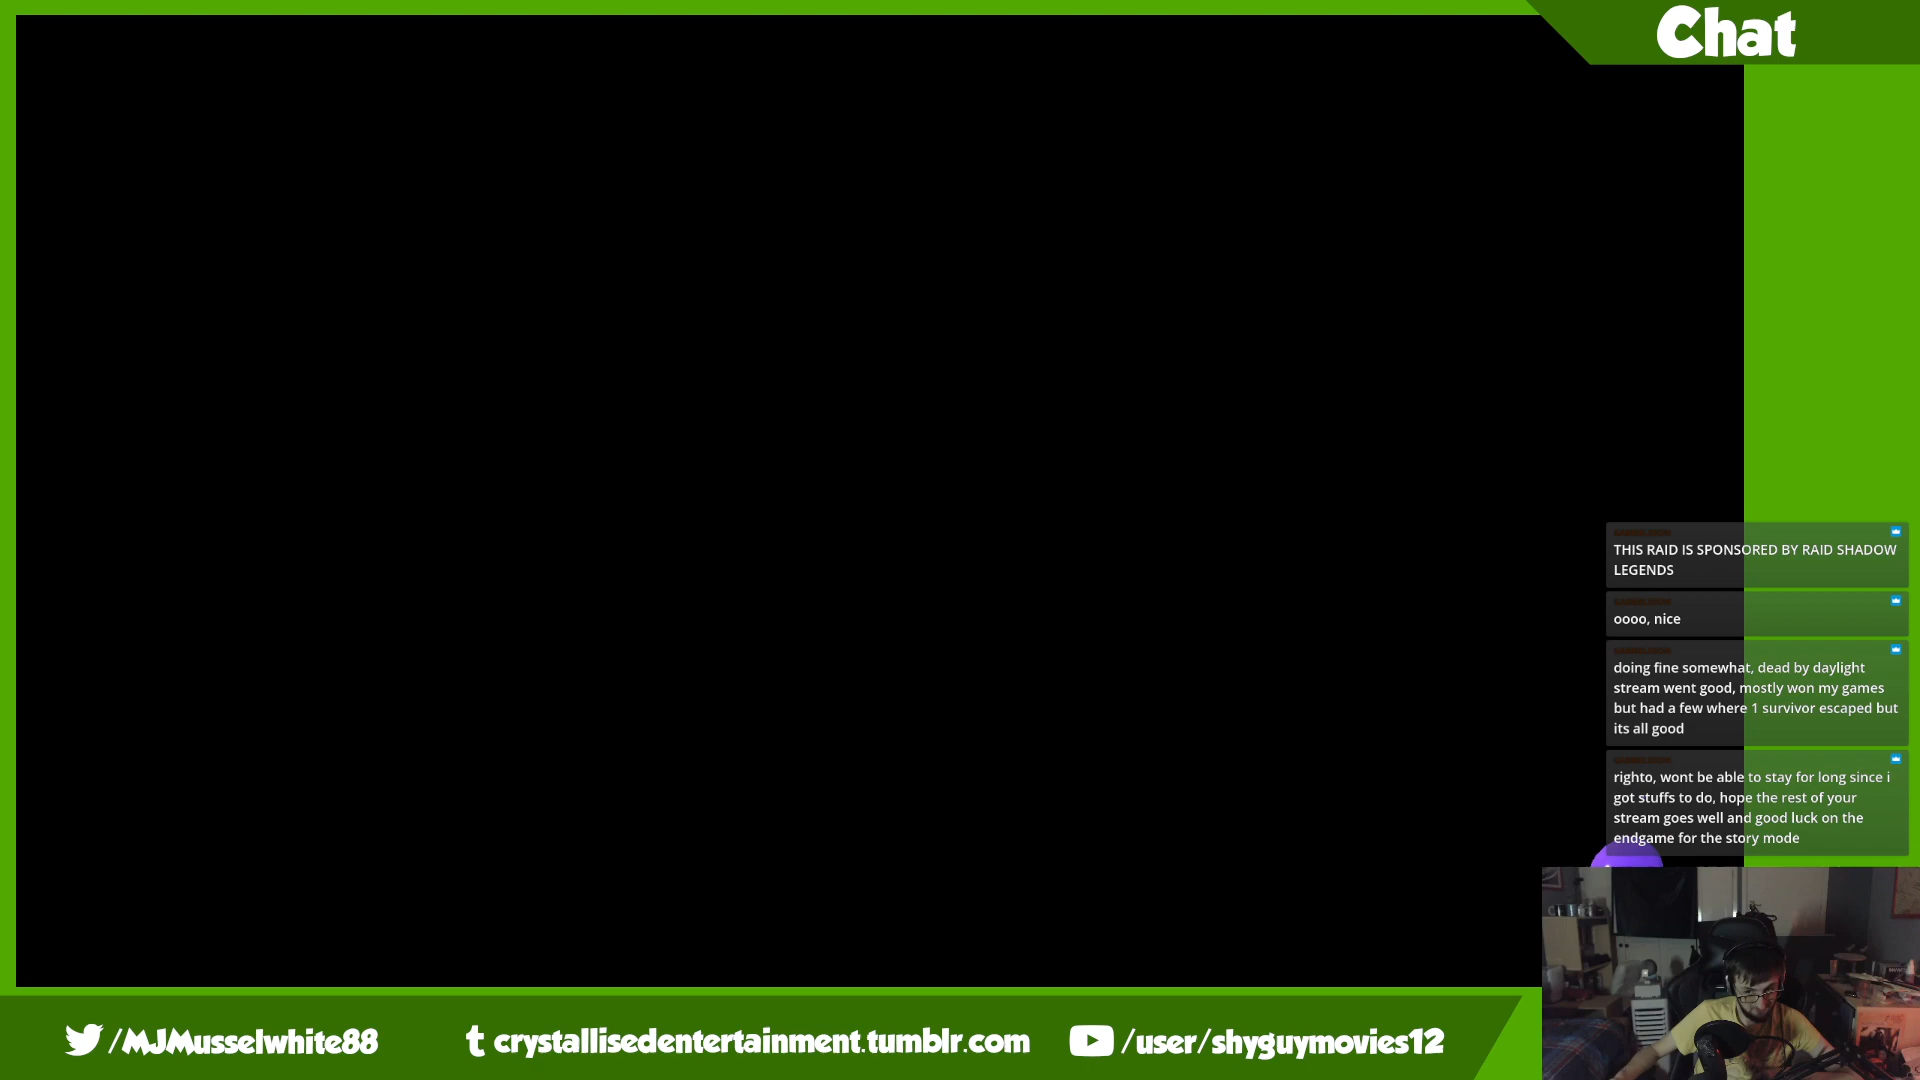 Chat
THIS RAID IS SPONSORED BY RAID SHADOW
LEGENDS
oooo, nice
doing fine somewhat, dead by daylight
stream went good, mostly won my games
but had a few where 1 survivor escaped but
its all good
righto, wont be able to stay for long since i
got stuffs to do, hope the rest of your
stream goes well and good luck on the
endgame for the story mode
/MJMusselwhite88
t crystallisedentertainment.tumblr.com
/user/shyguymovies12